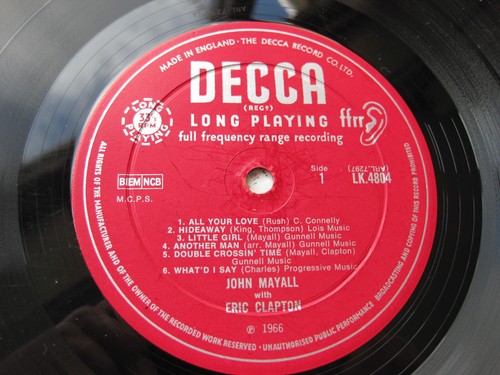 MADE IN ENGLAND · THE DECCA RECORD CO. LTD.
DECCA
(REGᵈ)
LONG PLAYING
ffrr
full frequency range recording
LONG
33⅓
RPM
PLAYING
Side
1
(ARL.7297)
LK.4804
BIEM NCB
M.C.P.S.
1. ALL YOUR LOVE (Rush) C. Connelly
2. HIDEAWAY (King, Thompson) Lois Music
3. LITTLE GIRL (Mayall) Gunnell Music
4. ANOTHER MAN (arr. Mayall) Gunnell Music
5. DOUBLE CROSSIN' TIME (Mayall, Clapton)
Gunnell Music
6. WHAT'D I SAY (Charles) Progressive Music
JOHN MAYALL
with
ERIC CLAPTON
℗ 1966
ALL RIGHTS OF THE MANUFACTURER AND OF THE OWNER OF THE RECORDED WORK RESERVED · UNAUTHORISED PUBLIC PERFORMANCE BROADCASTING AND COPYING OF THIS RECORD PROHIBITED